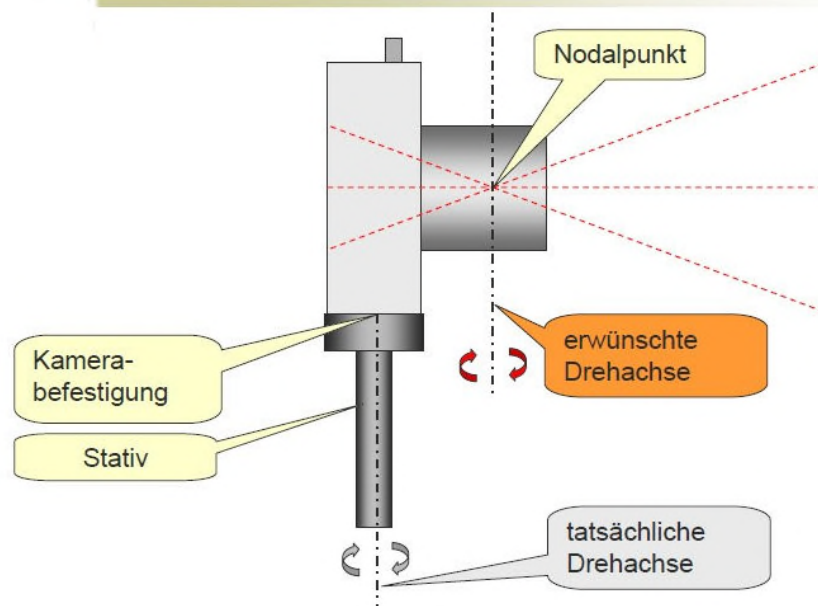 Nodalpunkt
erwünschte
Drehachse
Kamera-
befestigung
Stativ
tatsächliche
Drehachse